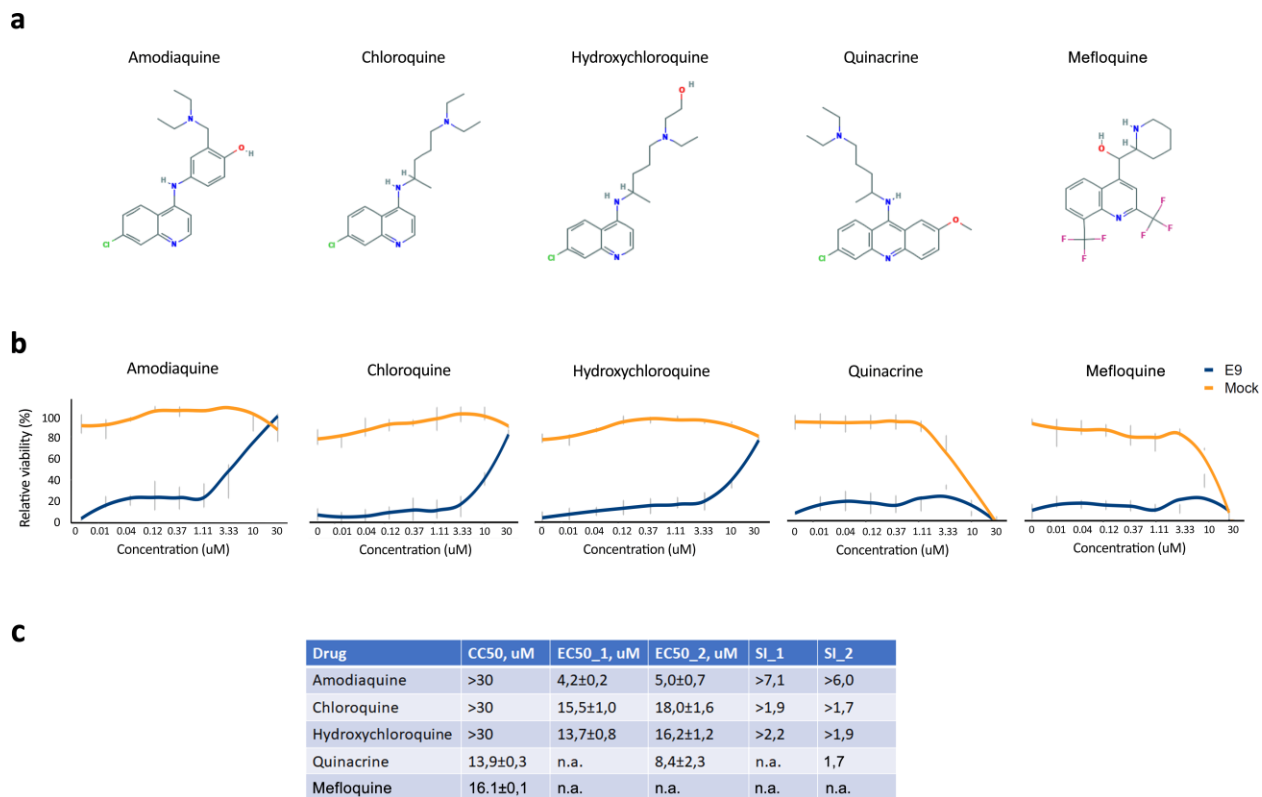 a
Amodiaquine Chloroquine Hydroxychloroquine Quinacrine Mefloquine
N O H H N N Cl
N H N H N Cl
O H N H N H N Cl
N N H O N Cl
H N H O H N F F F F F F
b
Amodiaquine Chloroquine Hydroxychloroquine Quinacrine Mefloquine
E9
Mock
Relative viability (%)
100
80
60
40
20
0
0 0.01 0.04 0.12 0.37 1.11 3.33 10 30
0 0.01 0.04 0.12 0.37 1.11 3.33 10 30
0 0.01 0.04 0.12 0.37 1.11 3.33 10 30
0 0.01 0.04 0.12 0.37 1.11 3.33 10 30
0 0.01 0.04 0.12 0.37 1.11 3.33 10 30
Concentration (uM) Concentration (uM) Concentration (uM) Concentration (uM) Concentration (uM)
c
Drug CC50, uM EC50_1, uM EC50_2, uM SI_1 SI_2
Amodiaquine >30 4,2±0,2 5,0±0,7 >7,1 >6,0
Chloroquine >30 15,5±1,0 18,0±1,6 >1,9 >1,7
Hydroxychloroquine >30 13,7±0,8 16,2±1,2 >2,2 >1,9
Quinacrine 13,9±0,3 n.a. 8,4±2,3 n.a. 1,7
Mefloquine 16.1±0,1 n.a. n.a. n.a. n.a.